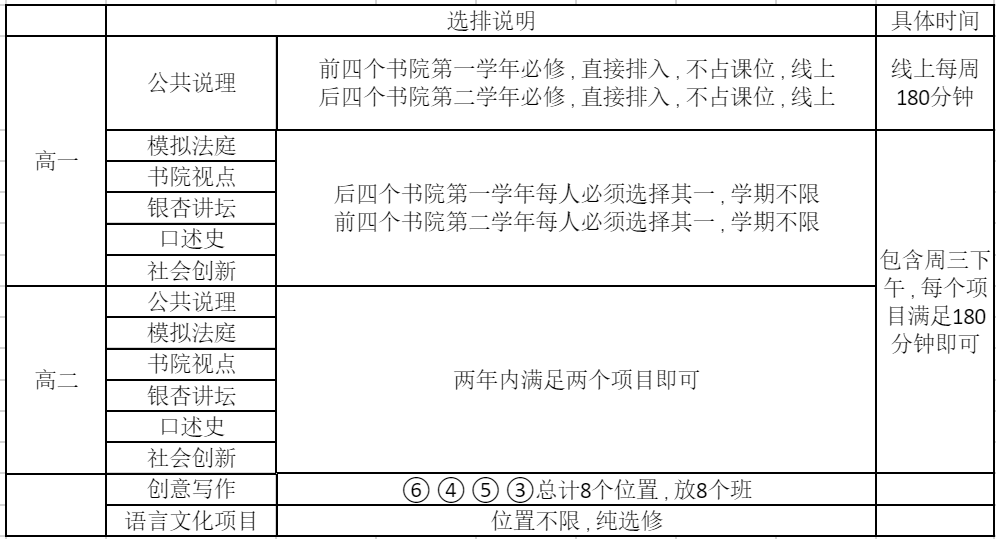 选排说明
具体时间
高一
公共说理
前四个书院第一学年必修,直接排入,不占课位,线上
后四个书院第二学年必修,直接排入,不占课位,线上
线上每周
180分钟
模拟法庭
书院视点
银杏讲坛
口述史
社会创新
后四个书院第一学年每人必须选择其一,学期不限
前四个书院第二学年每人必须选择其一,学期不限
包含周三下
午,每个项
目满足180
分钟即可
高二
公共说理
模拟法庭
书院视点
银杏讲坛
口述史
社会创新
两年内满足两个项目即可
创意写作
⑥④⑤③总计8个位置,放8个班
语言文化项目
位置不限,纯选修